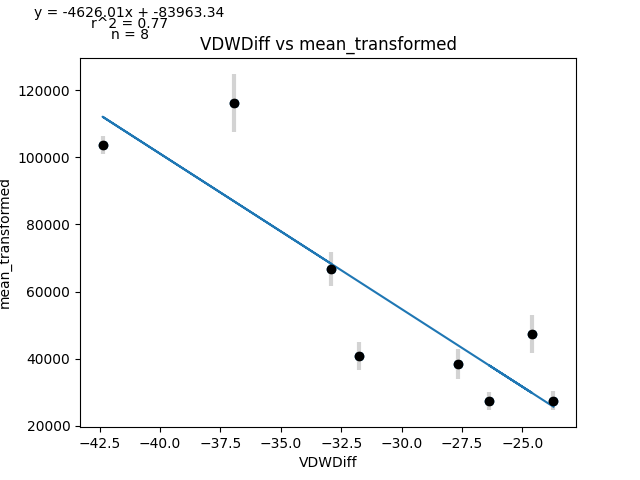 y = -4626.01x + -83963.34
r^2 = 0.77
n = 8
VDWDiff vs mean_transformed
120000
100000
80000
60000
40000
20000
mean_transformed
−42.5 −40.0 −37.5 −35.0 −32.5 −30.0 −27.5 −25.0
VDWDiff